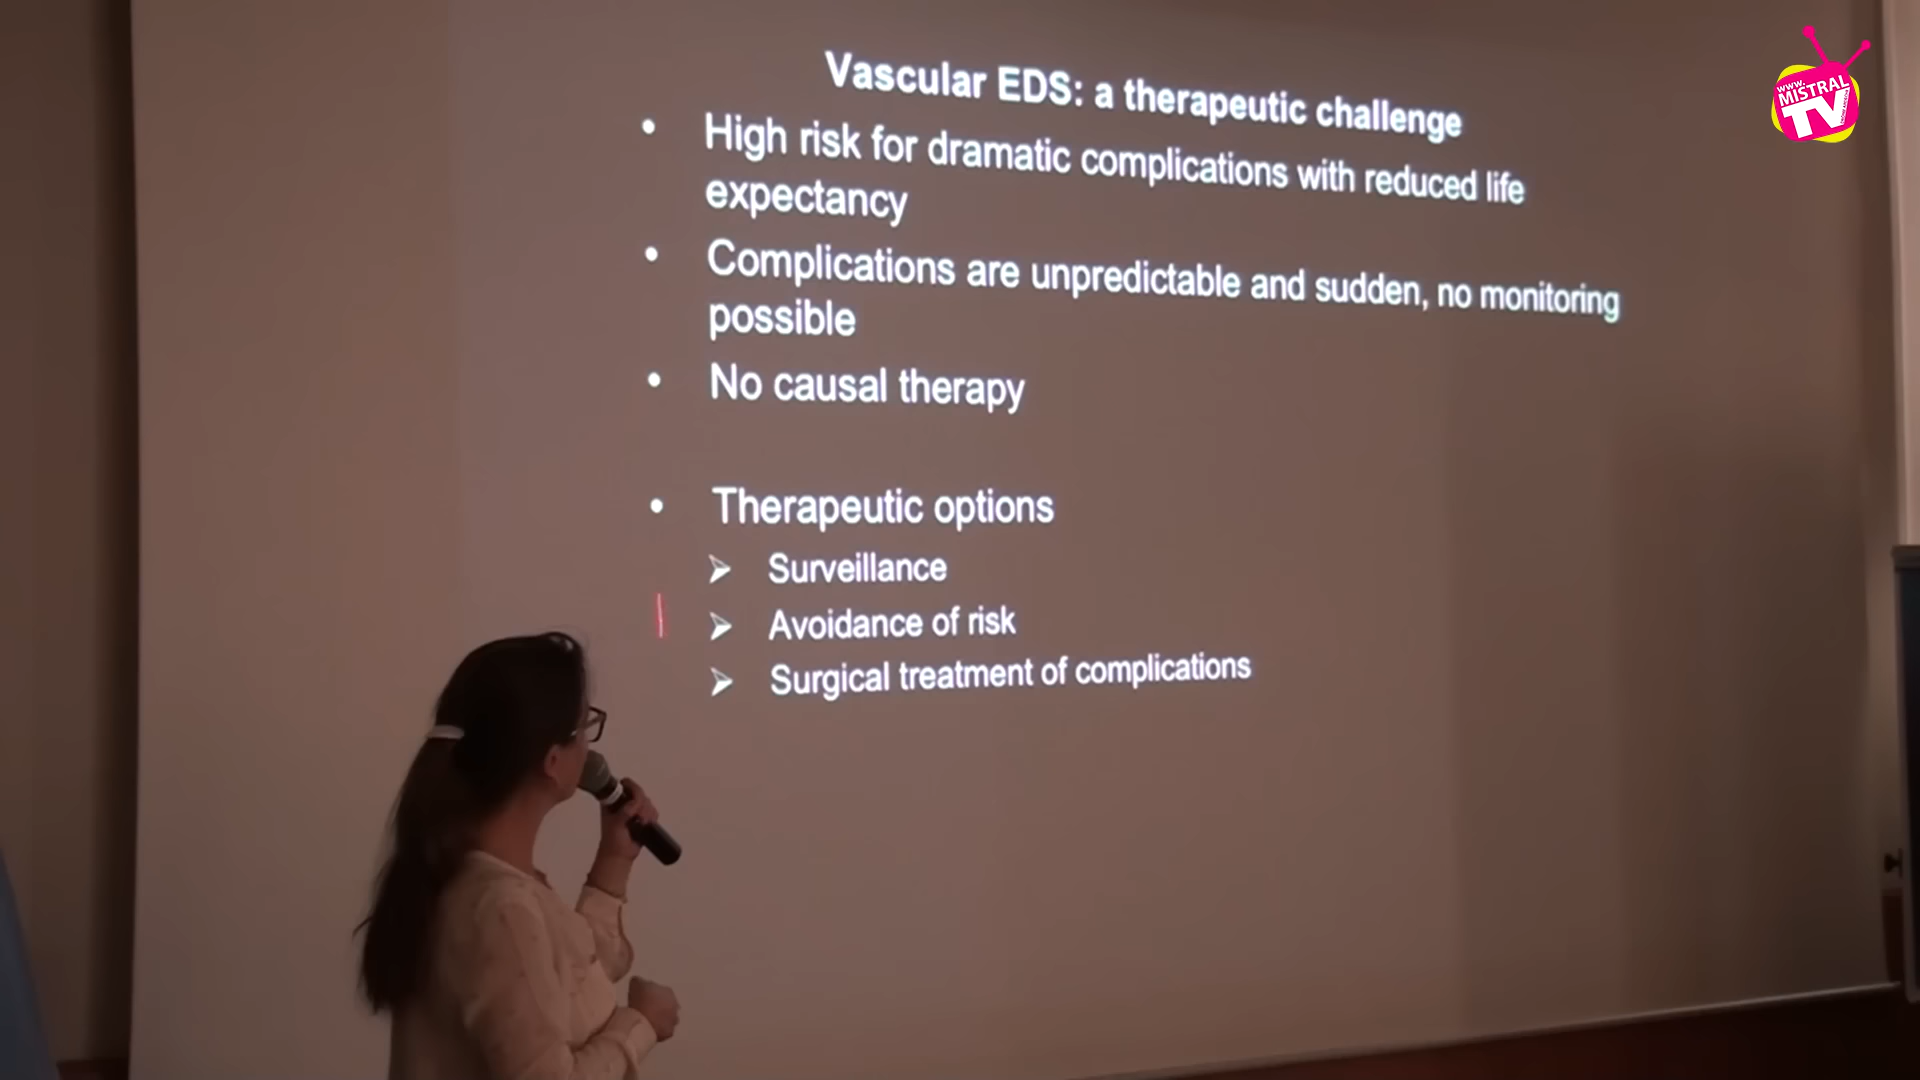 Vascular EDS: a therapeutic challenge
• High risk for dramatic complications with reduced life
expectancy
• Complications are unpredictable and sudden, no monitoring
possible
• No causal therapy
• Therapeutic options
➢ Surveillance
➢ Avoidance of risk
➢ Surgical treatment of complications
www.
MISTRAL
TV